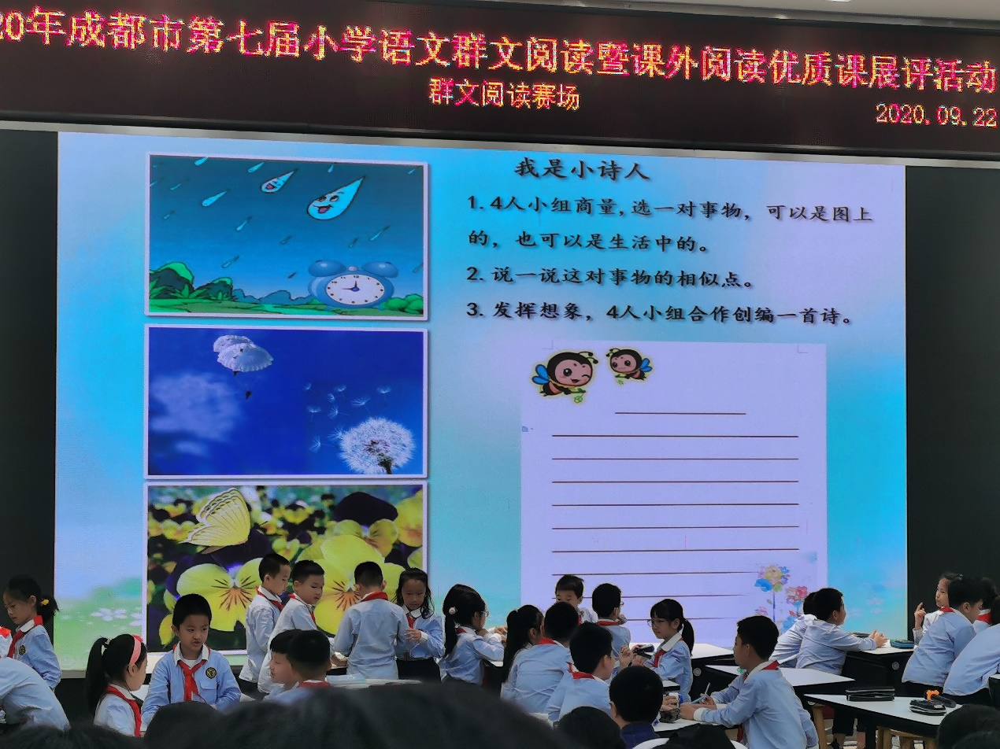 20年成都市第七届小学语文群文阅读暨课外阅读优质课展评活动
群文阅读赛场
2020.09.22
我是小诗人
1. 4人小组商量,选一对事物，可以是图上
的，也可以是生活中的。
2. 说一说这对事物的相似点。
3. 发挥想象，4人小组合作创编一首诗。